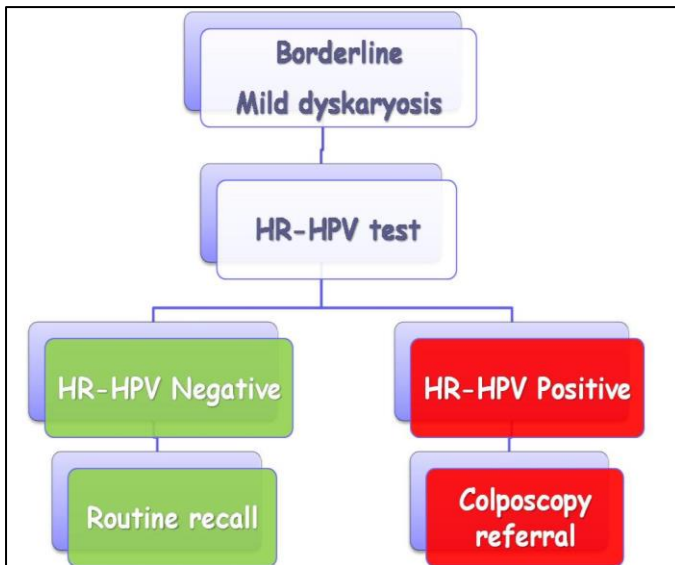 Borderline
Mild dyskaryosis
HR-HPV test
HR-HPV Negative
HR-HPV Positive
Routine recall
Colposcopy
referral